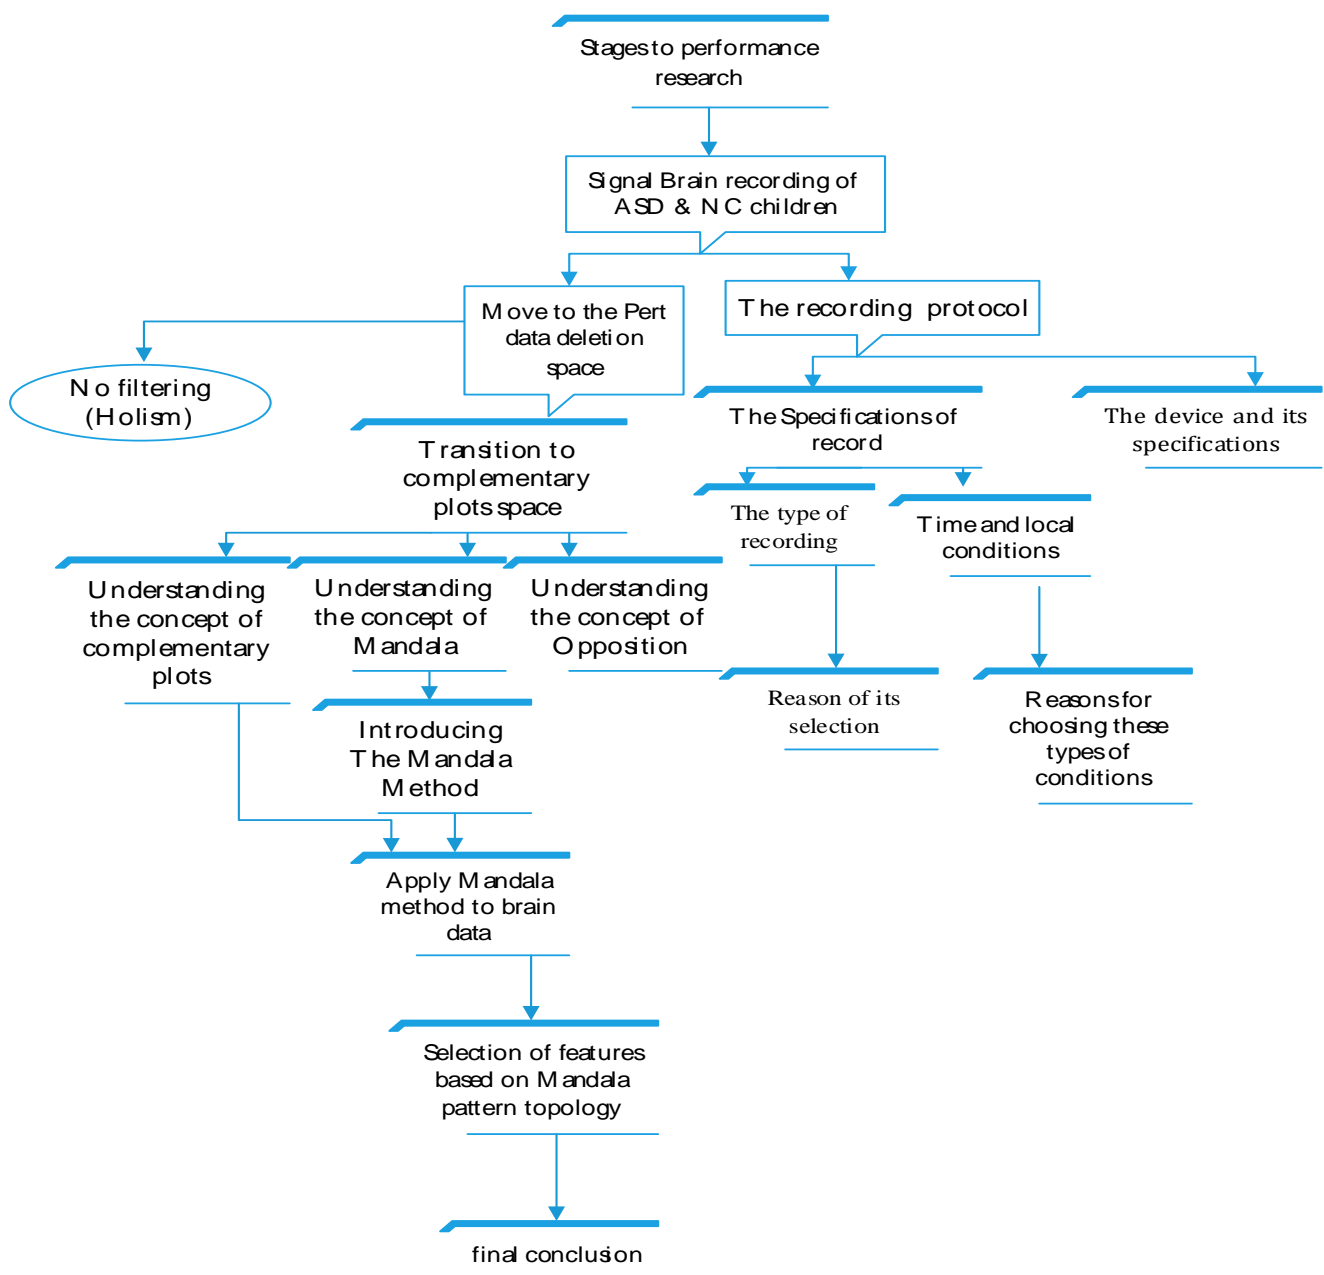 Stages to performance
research
Signal Brain recording of
ASD & NC children
Move to the Pert
data deletion
space
The recording protocol
No filtering
(Holism)
The Specifications of
record
The device and its
specifications
Transition to
complementary
plots space
The type of
recording
Time and local
conditions
Understanding
the concept of
complementary
plots
Understanding
the concept of
Mandala
Understanding
the concept of
Opposition
Reason of its
selection
Reasons for
choosing these
types of
conditions
Introducing
The Mandala
Method
Apply Mandala
method to brain
data
Selection of features
based on Mandala
pattern topology
final conclusion